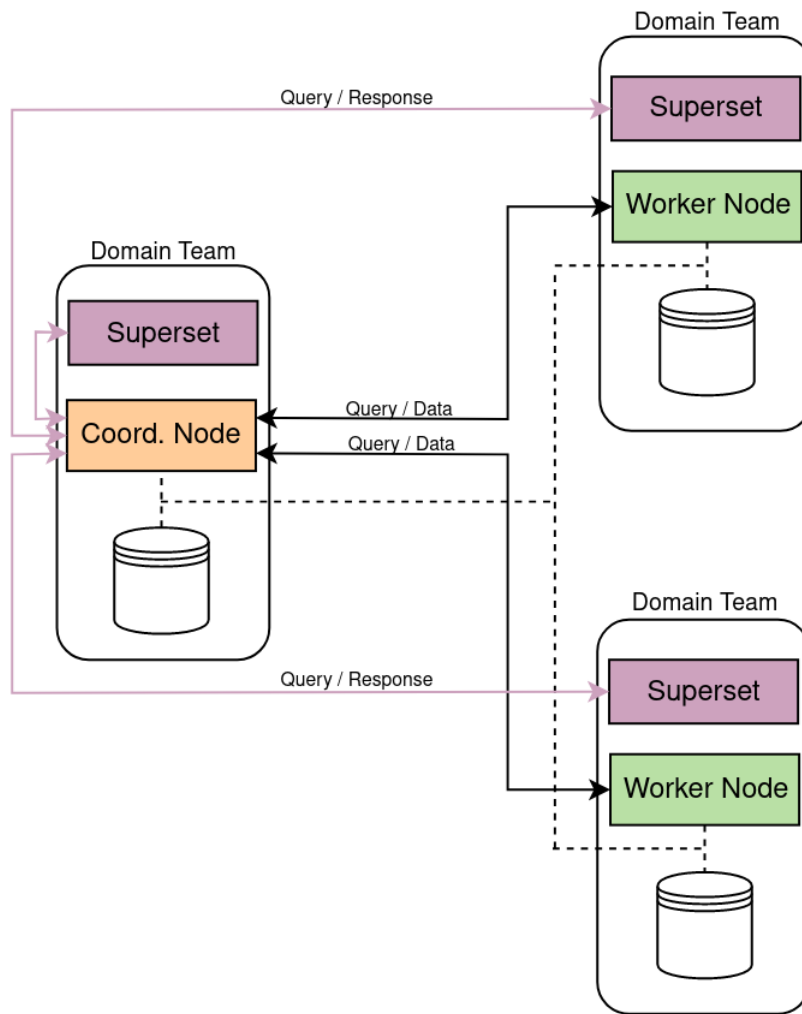 Domain Team
Superset
Worker Node
Query / Response
Domain Team
Superset
Coord. Node
Query / Data
Query / Data
Query / Response
Domain Team
Superset
Worker Node